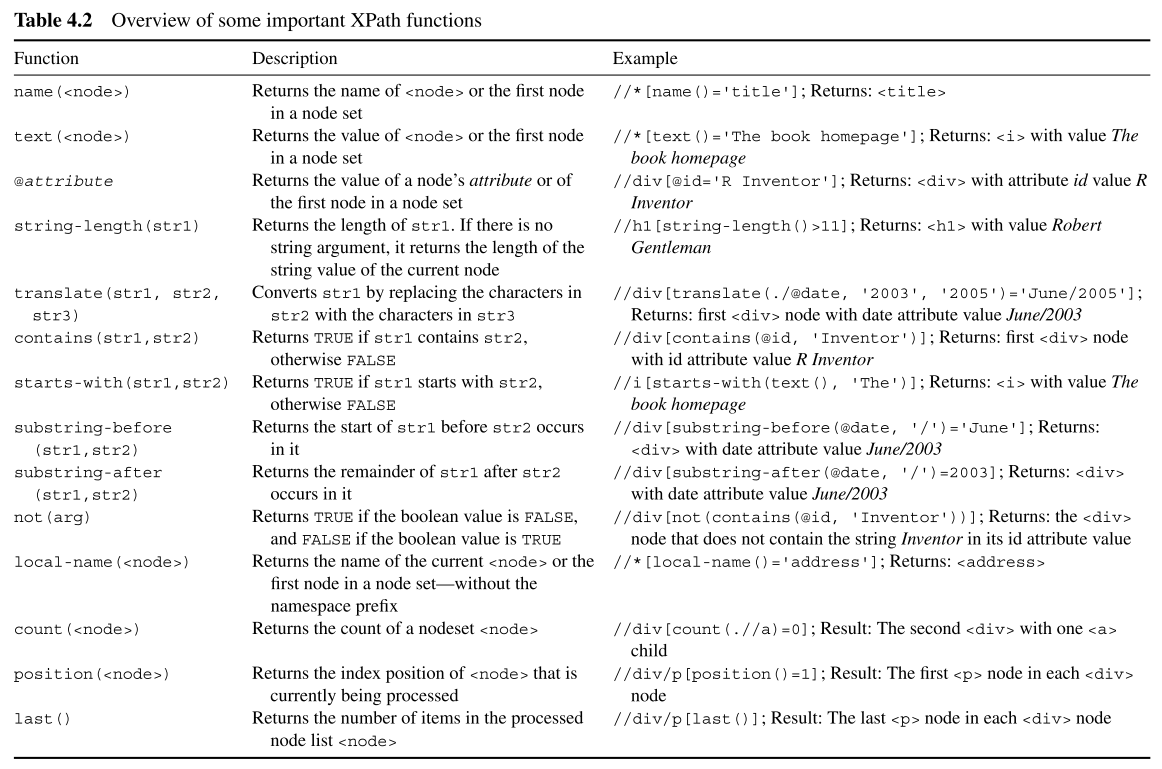 Table 4.2 Overview of some important XPath functions
Function Description Example
name(<node>) Returns the name of <node> or the first node //*[name()='title']; Returns: <title>
in a node set
text(<node>) Returns the value of <node> or the first node //*[text()='The book homepage']; Returns: <i> with value The
in a node set book homepage
@attribute Returns the value of a node's attribute or of //div[@id='R Inventor']; Returns: <div> with attribute id value R
the first node in a node set Inventor
string-length(str1) Returns the length of str1. If there is no //h1[string-length()>11]; Returns: <h1> with value Robert
string argument, it returns the length of the Gentleman
string value of the current node
translate(str1, str2, Converts str1 by replacing the characters in //div[translate(./@date, '2003', '2005')='June/2005'];
str3) str2 with the characters in str3 Returns: first <div> node with date attribute value June/2003
contains(str1,str2) Returns TRUE if str1 contains str2, //div[contains(@id, 'Inventor')]; Returns: first <div> node
otherwise FALSE with id attribute value R Inventor
starts-with(str1,str2) Returns TRUE if str1 starts with str2, //i[starts-with(text(), 'The')]; Returns: <i> with value The
otherwise FALSE book homepage
substring-before Returns the start of str1 before str2 occurs //div[substring-before(@date, '/')='June']; Returns:
(str1,str2) in it <div> with date attribute value June/2003
substring-after Returns the remainder of str1 after str2 //div[substring-after(@date, '/')=2003]; Returns: <div>
(str1,str2) occurs in it with date attribute value June/2003
not(arg) Returns TRUE if the boolean value is FALSE, //div[not(contains(@id, 'Inventor'))]; Returns: the <div>
and FALSE if the boolean value is TRUE node that does not contain the string Inventor in its id attribute value
local-name(<node>) Returns the name of the current <node> or the //*[local-name()='address']; Returns: <address>
first node in a node set—without the
namespace prefix
count(<node>) Returns the count of a nodeset <node> //div[count(.//a)=0]; Result: The second <div> with one <a>
child
position(<node>) Returns the index position of <node> that is //div/p[position()=1]; Result: The first <p> node in each <div>
currently being processed node
last() Returns the number of items in the processed //div/p[last()]; Result: The last <p> node in each <div> node
node list <node>